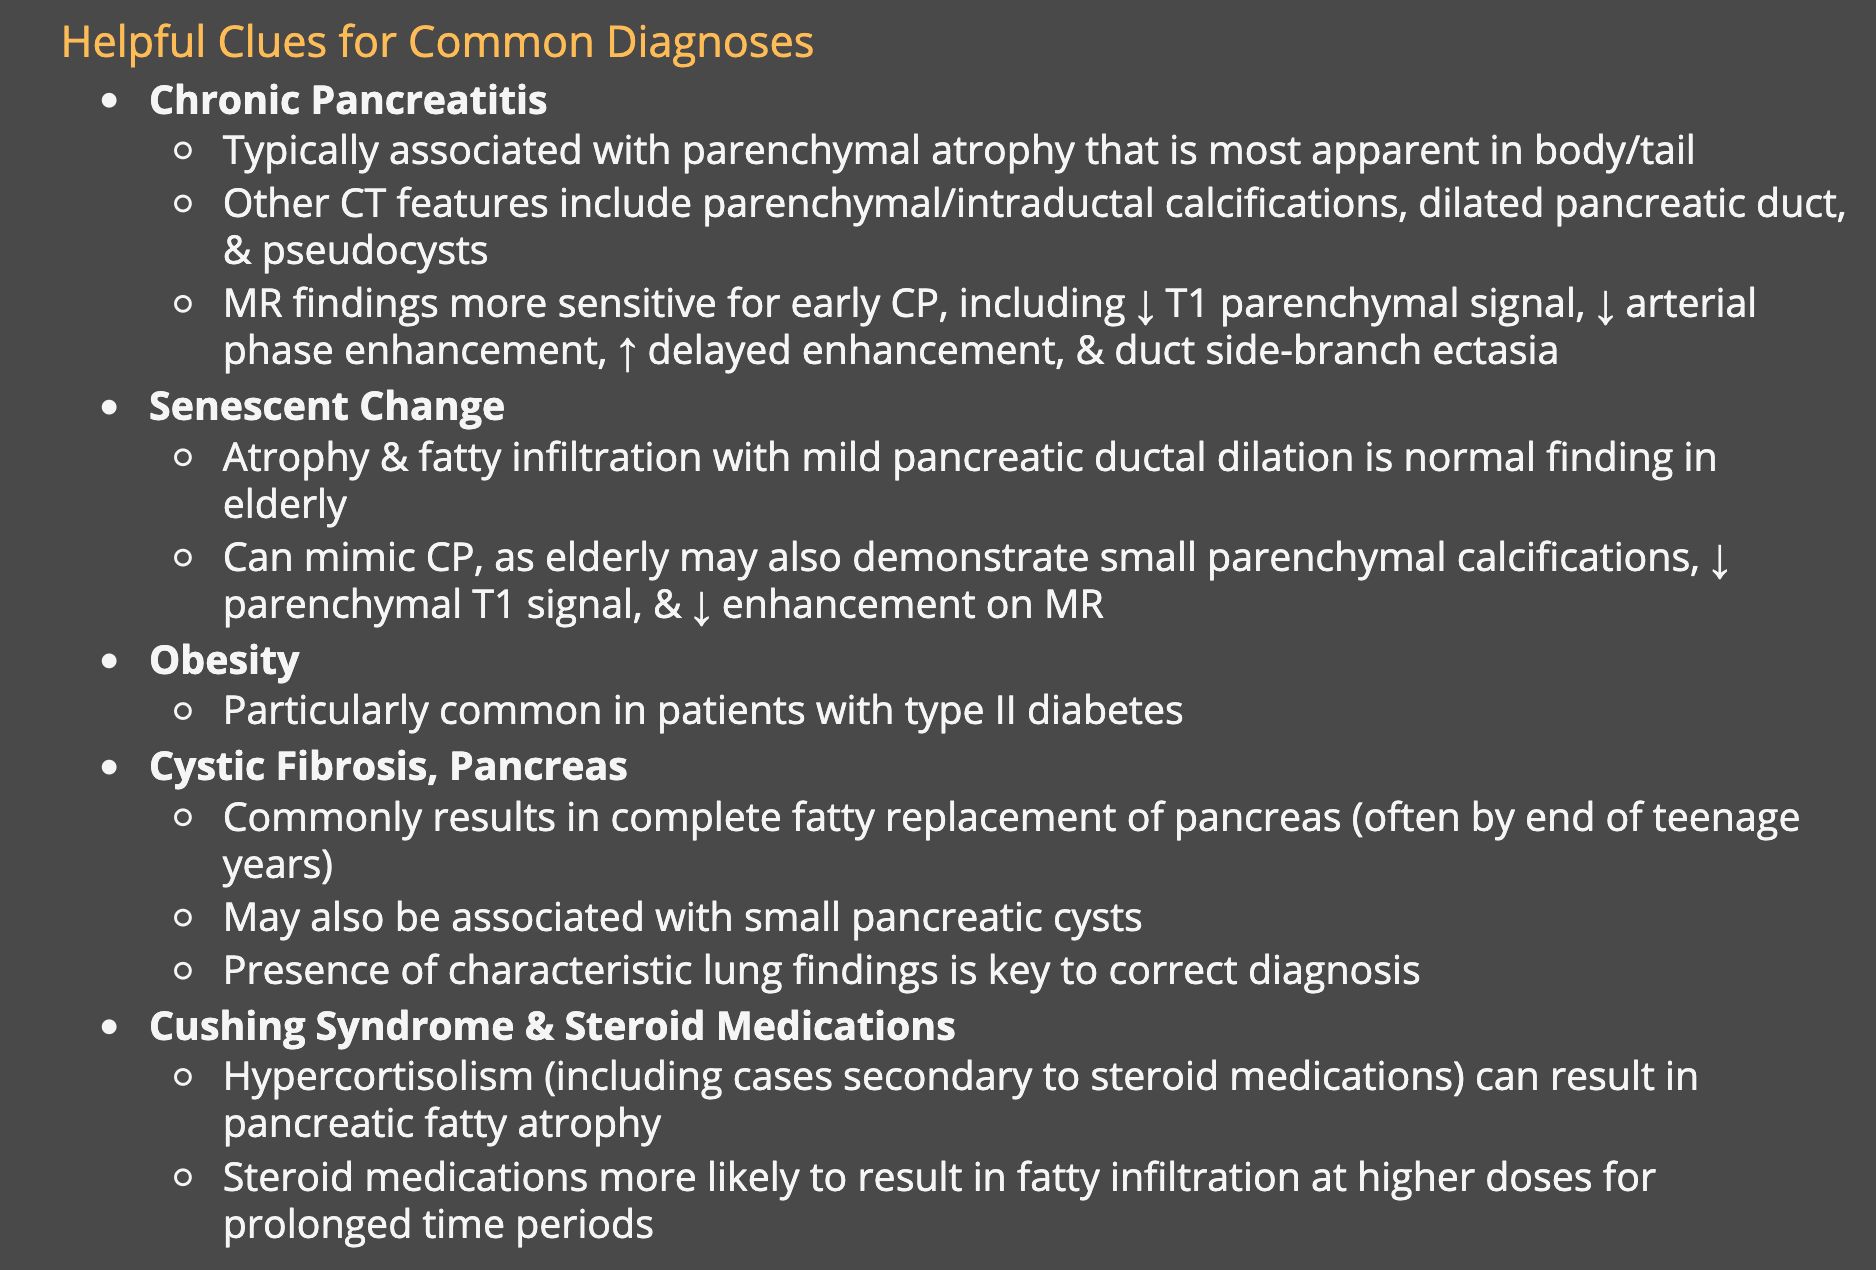 Helpful Clues for Common Diagnoses
• Chronic Pancreatitis
○ Typically associated with parenchymal atrophy that is most apparent in body/tail
○ Other CT features include parenchymal/intraductal calcifications, dilated pancreatic duct,
& pseudocysts
○ MR findings more sensitive for early CP, including ↓ T1 parenchymal signal, ↓ arterial
phase enhancement, ↑ delayed enhancement, & duct side-branch ectasia
• Senescent Change
○ Atrophy & fatty infiltration with mild pancreatic ductal dilation is normal finding in
elderly
○ Can mimic CP, as elderly may also demonstrate small parenchymal calcifications, ↓
parenchymal T1 signal, & ↓ enhancement on MR
• Obesity
○ Particularly common in patients with type II diabetes
• Cystic Fibrosis, Pancreas
○ Commonly results in complete fatty replacement of pancreas (often by end of teenage
years)
○ May also be associated with small pancreatic cysts
○ Presence of characteristic lung findings is key to correct diagnosis
• Cushing Syndrome & Steroid Medications
○ Hypercortisolism (including cases secondary to steroid medications) can result in
pancreatic fatty atrophy
○ Steroid medications more likely to result in fatty infiltration at higher doses for
prolonged time periods